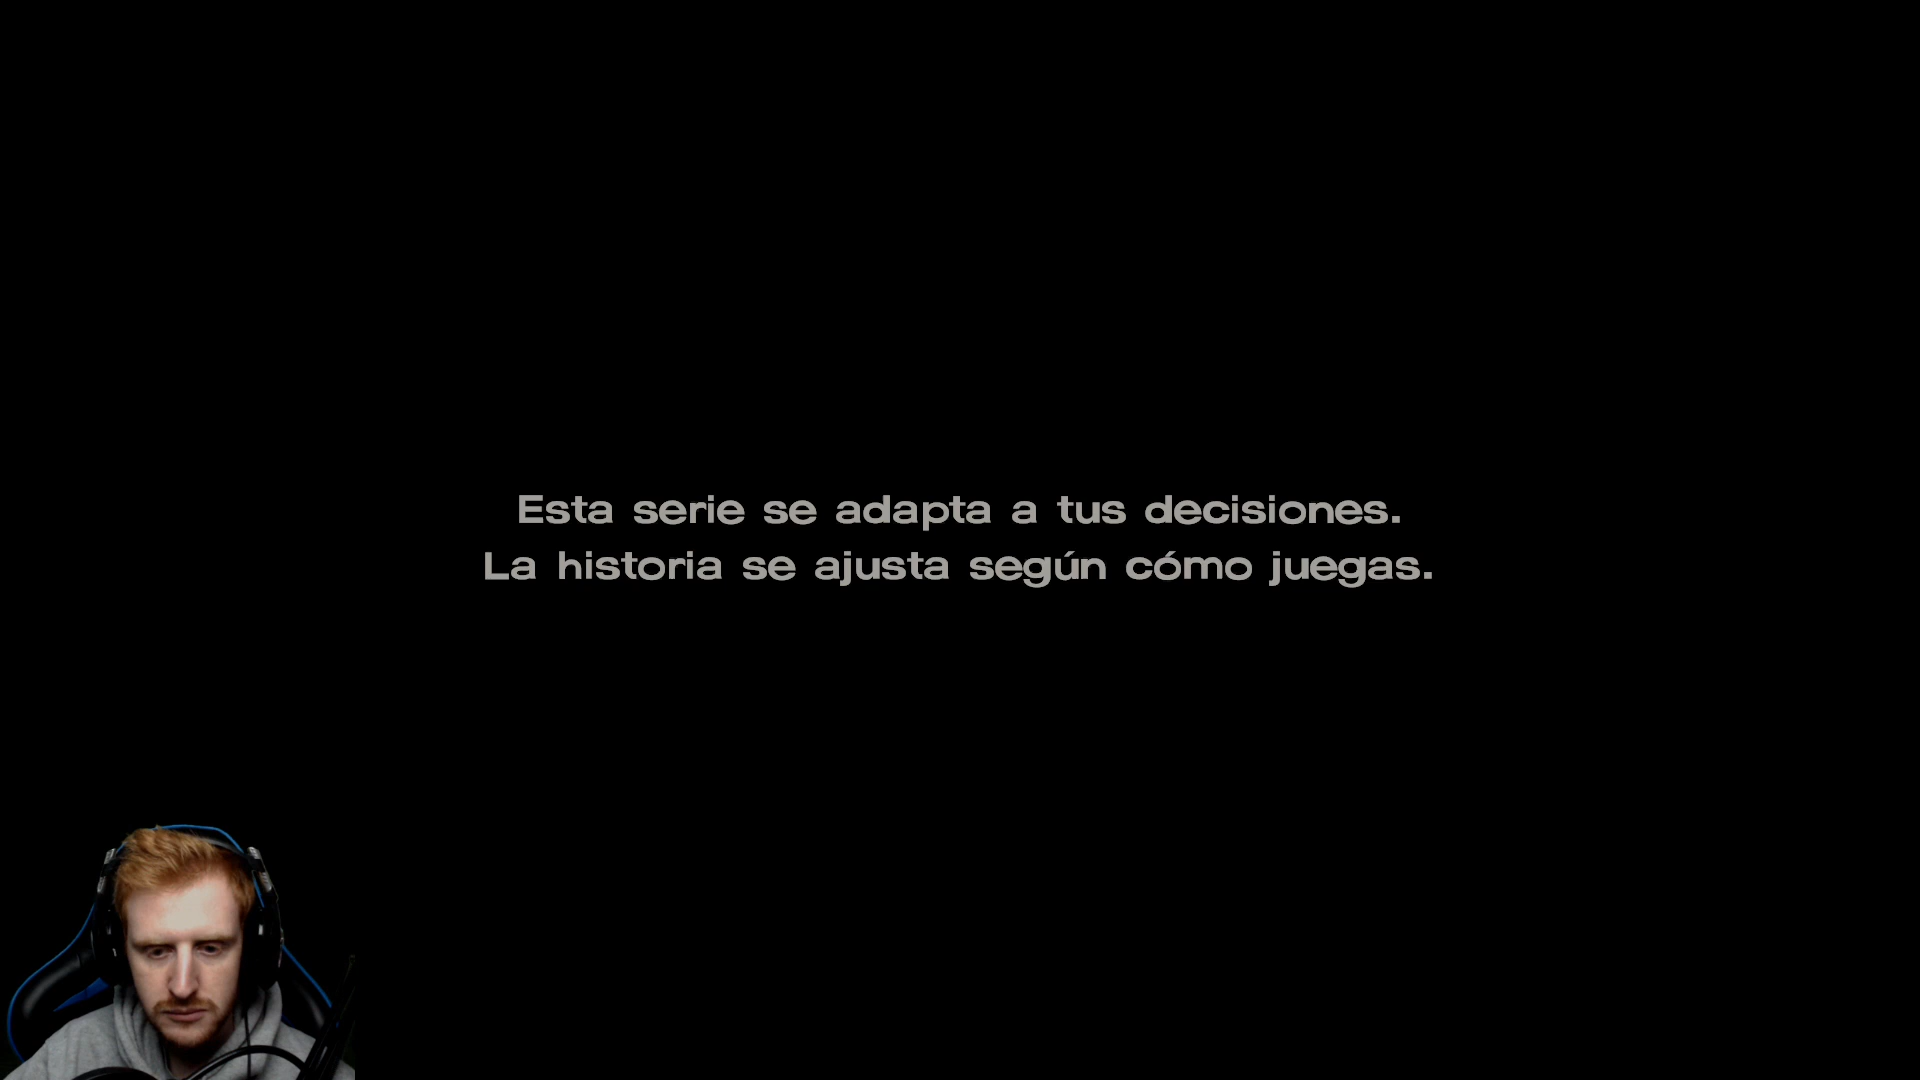 Esta serie se adapta a tus decisiones.
La historia se ajusta según cómo juegas.